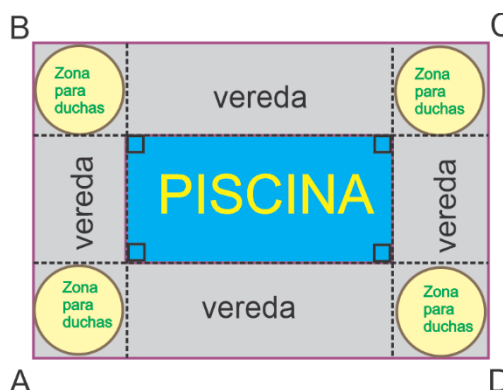 B
C
Zona
para
duchas
vereda
Zona
para
duchas
vereda
PISCINA
vereda
Zona
para
duchas
vereda
Zona
para
duchas
A
D